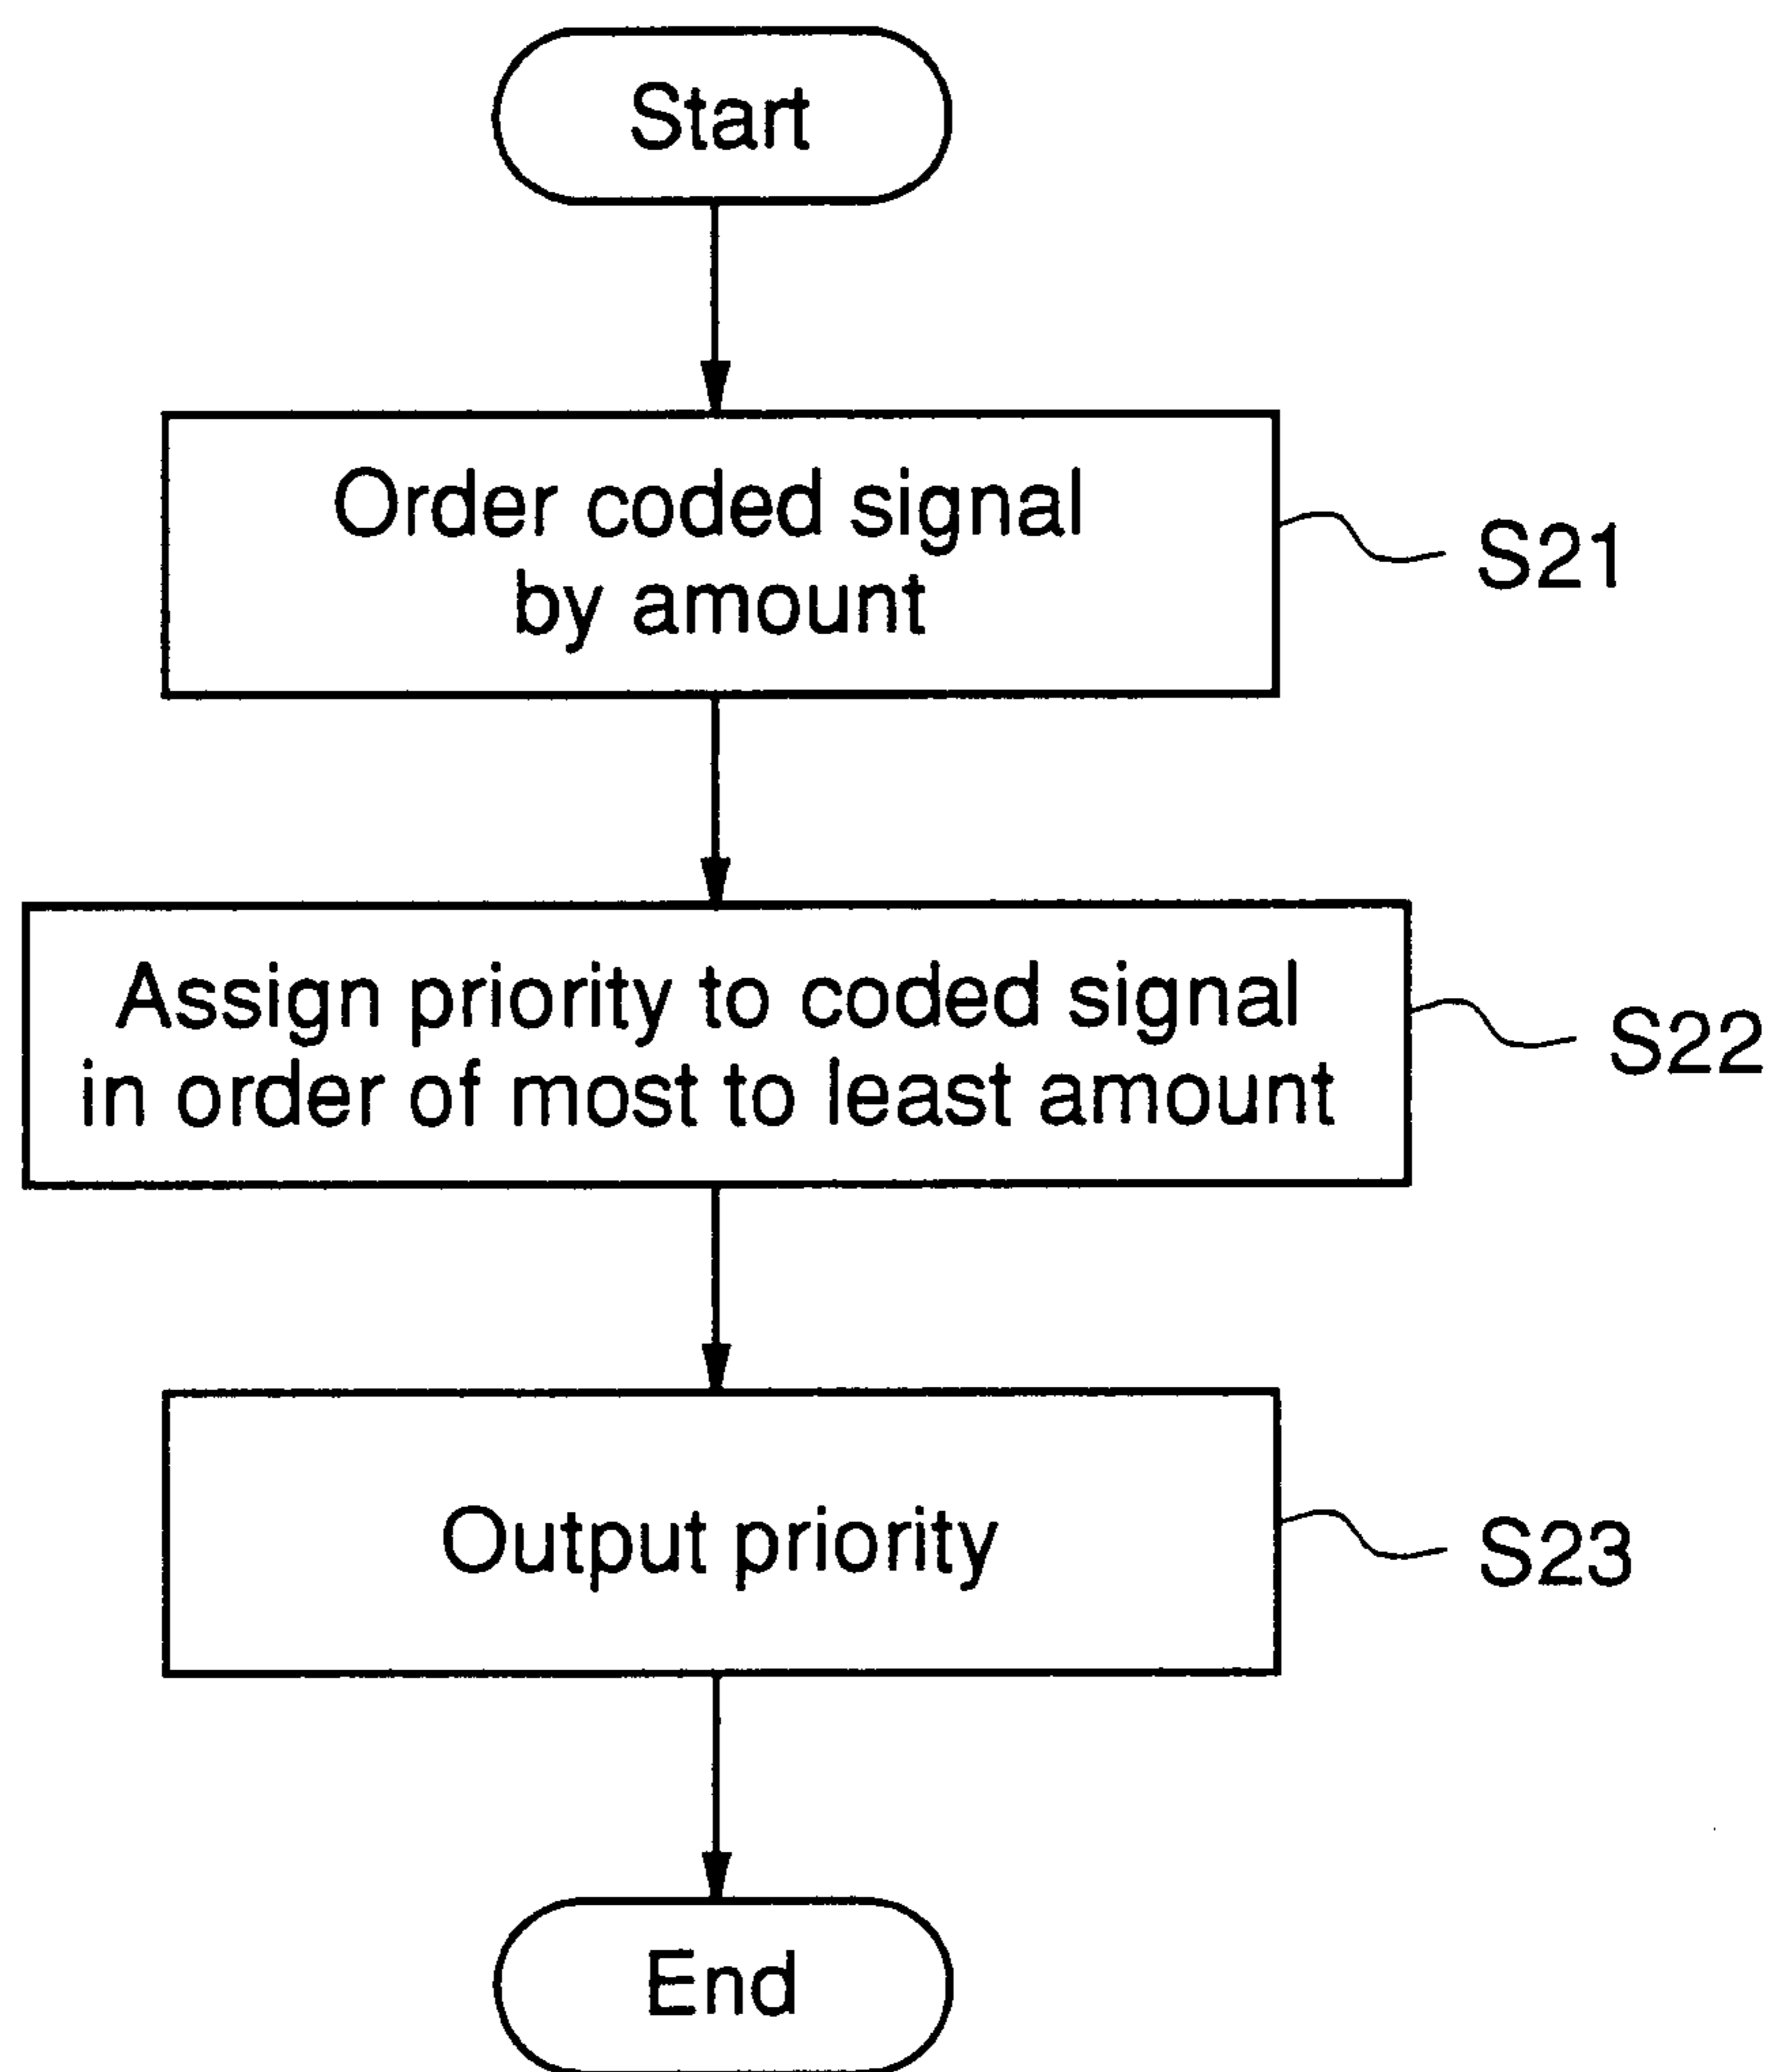 Start
Order coded signal
by amount
S21
Assign priority to coded signal
in order of most to least amount
S22
Output priority
S23
End